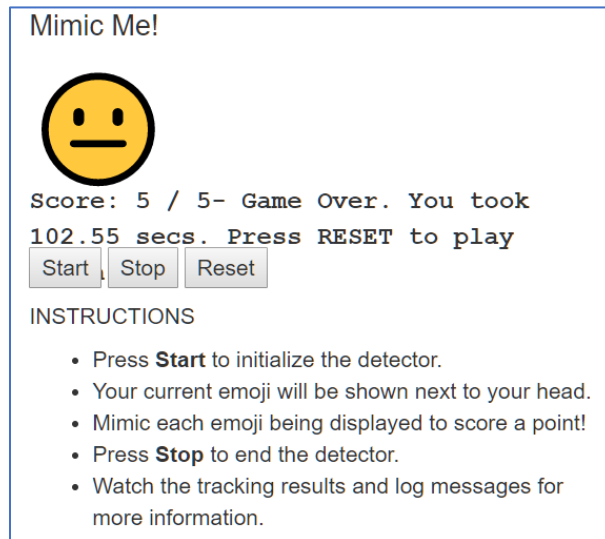 Mimic Me!
Score: 5 / 5- Game Over. You took
102.55 secs. Press RESET to play
Start Stop Reset
INSTRUCTIONS
• Press Start to initialize the detector.
• Your current emoji will be shown next to your head.
• Mimic each emoji being displayed to score a point!
• Press Stop to end the detector.
• Watch the tracking results and log messages for
more information.